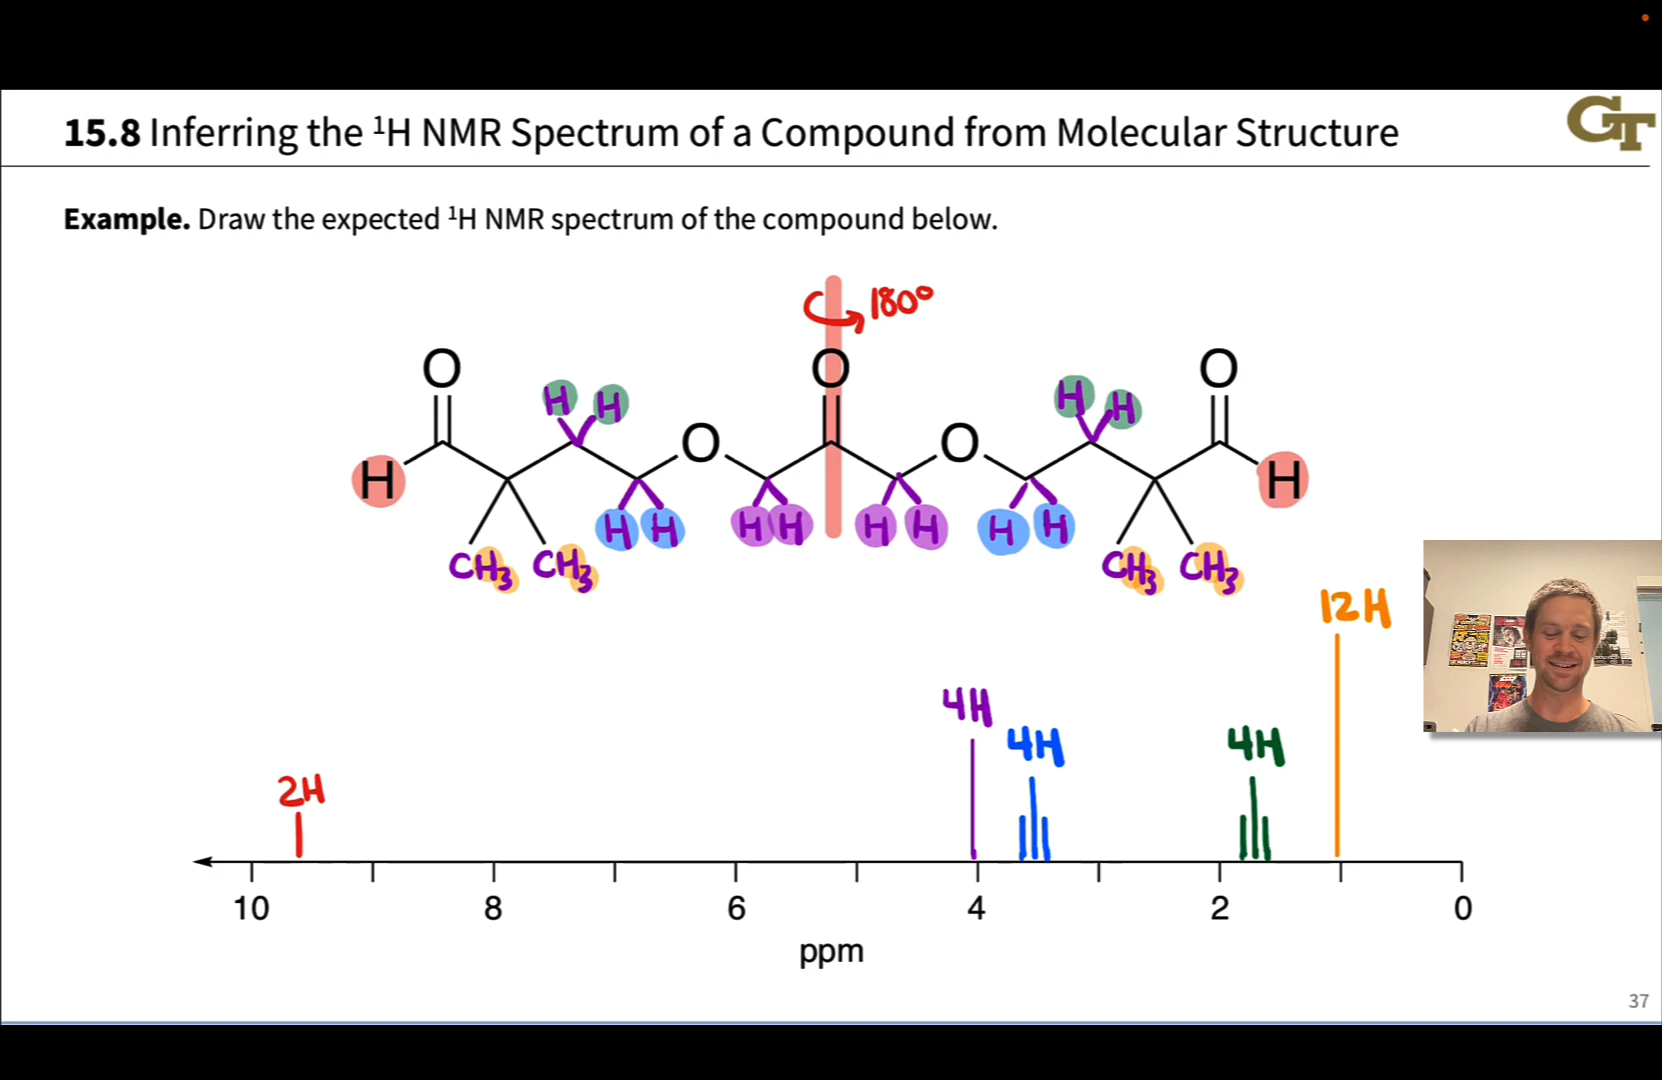 GT
15.8 Inferring the ¹H NMR Spectrum of a Compound from Molecular Structure
Example. Draw the expected ¹H NMR spectrum of the compound below.
180°
O O O
H H H H
O O
H H
H H H H H H H H
CH₃ CH₃ CH₃ CH₃
12H
4H
4H 4H
2H
10 8 6 4 2 0
ppm
37